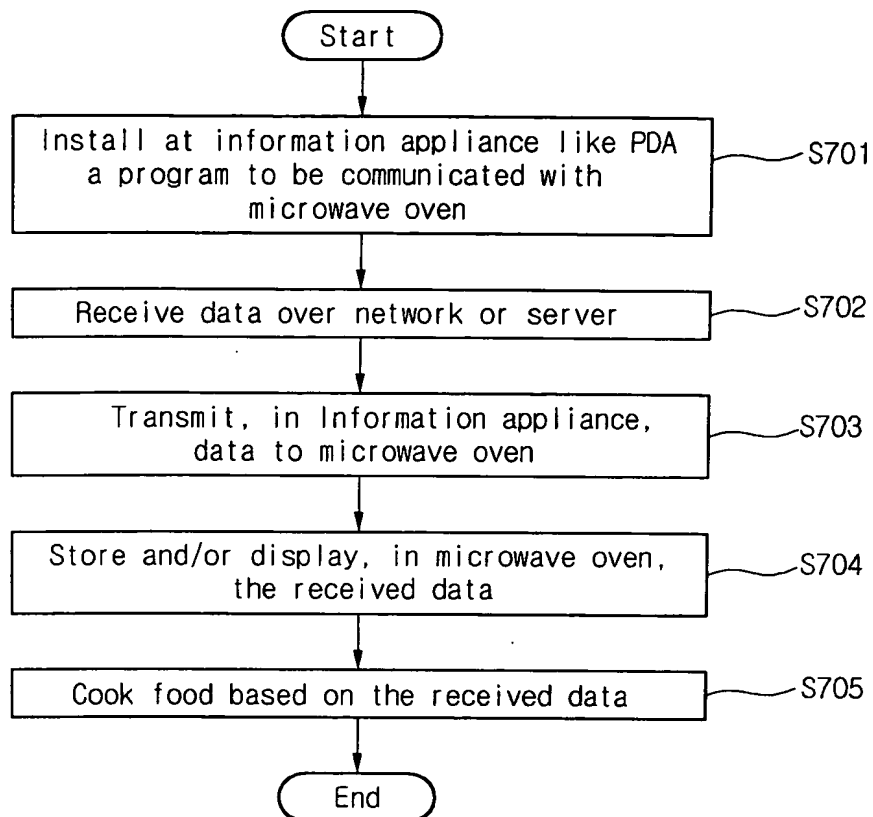 Start
Install at information appliance like PDA
a program to be communicated with
microwave oven
S701
Receive data over network or server
S702
Transmit, in Information appliance,
data to microwave oven
S703
Store and/or display, in microwave oven,
the received data
S704
Cook food based on the received data
S705
End